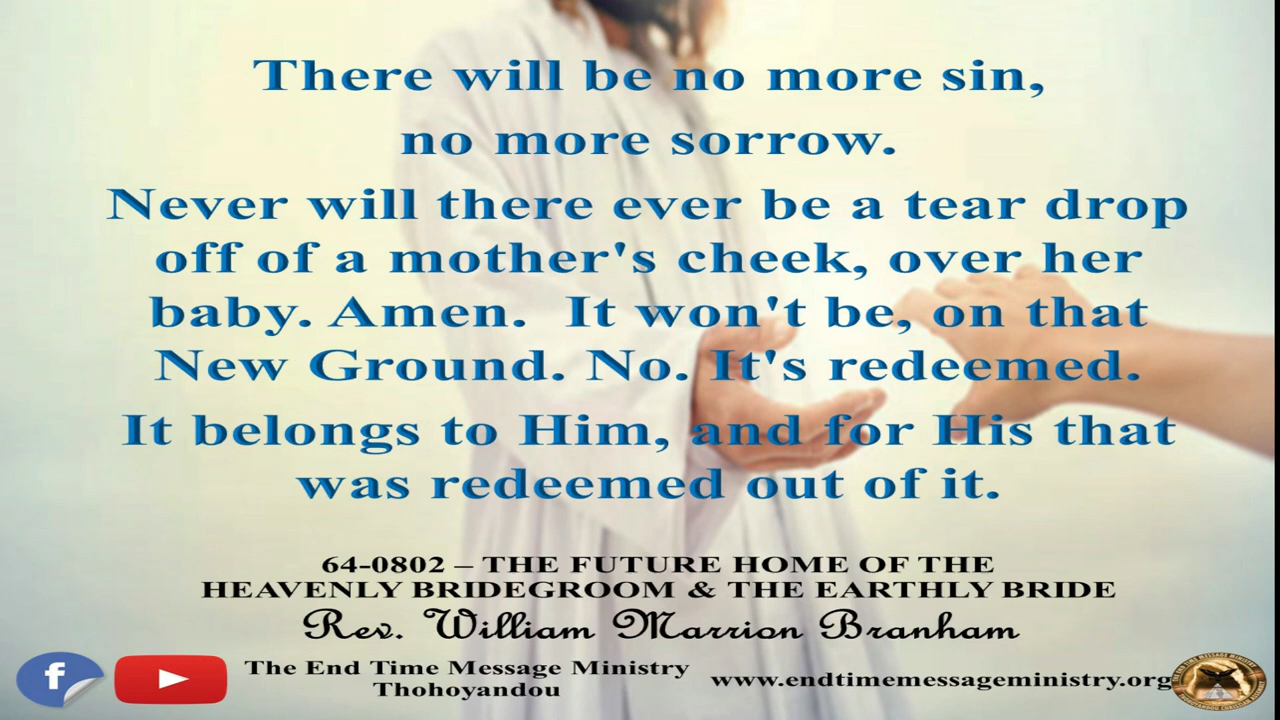 There will be no more sin,
no more sorrow.
Never will there ever be a tear drop
off of a mother's cheek, over her
baby. Amen.  It won't be, on that
New Ground. No. It's redeemed.
It belongs to Him, and for His that
was redeemed out of it.
64-0802 – THE FUTURE HOME OF THE
HEAVENLY BRIDEGROOM & THE EARTHLY BRIDE
Rev. William Marrion Branham
f
The End Time Message Ministry
Thohoyandou
www.endtimemessageministry.org